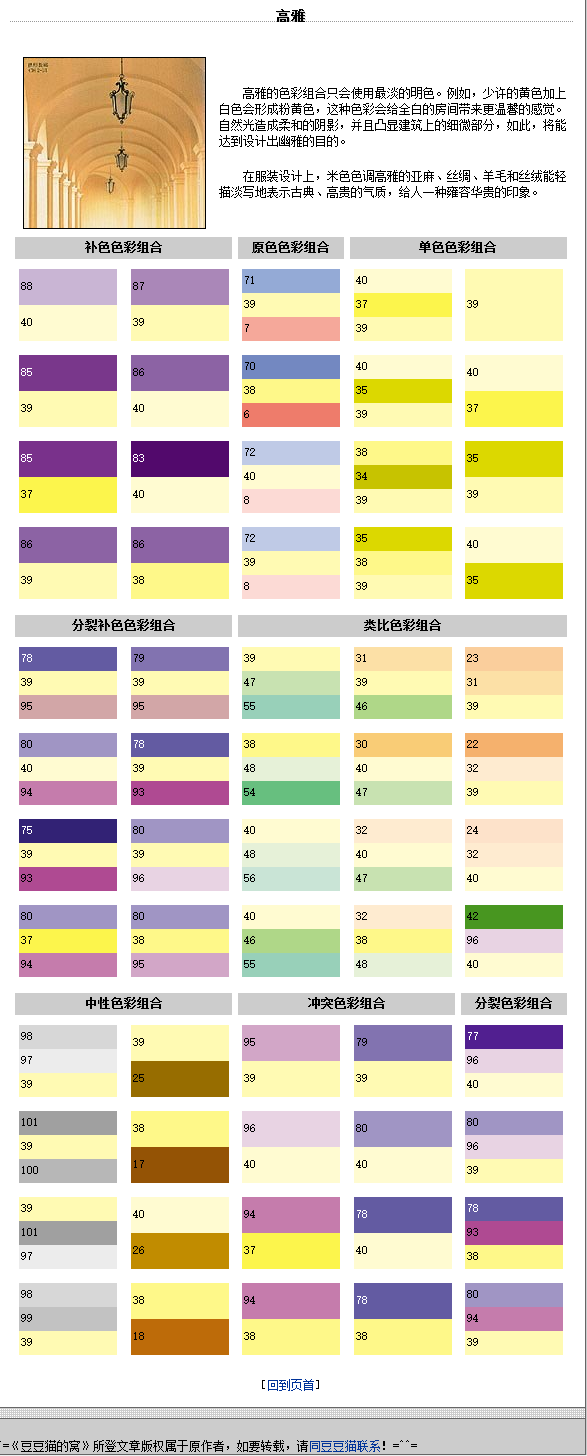 高雅
高雅的色彩组合只会使用最淡的明色。例如，少许的黄色加上
白色会形成粉黄色，这种色彩会给全白的房间带来更温馨的感觉。
自然光造成柔和的阴影，并且凸显建筑上的细微部分，如此，将能
达到设计出幽雅的目的。
在服装设计上，米色色调高雅的亚麻、丝绸、羊毛和丝绒能轻
描淡写地表示古典、高贵的气质，给人一种雍容华贵的印象。
补色色彩组合 原色色彩组合 单色色彩组合
88 87 71 40 39
39 37
40 39 7 39
85 86 70 40 40
38 35
39 40 6 39 37
85 83 72 38 35
40 34
37 40 8 39 39
86 86 72 35 40
39 38
39 38 8 39 35
分裂补色色彩组合 类比色彩组合
78 79 39 31 23
39 39 47 39 31
95 95 55 46 39
80 78 38 30 22
40 39 48 40 32
94 93 54 47 39
75 80 40 32 24
39 39 48 40 32
93 96 56 47 40
80 80 40 32 42
37 38 46 38 96
94 95 55 48 40
中性色彩组合 冲突色彩组合 分裂色彩组合
98 39 95 79 77
97 96
39 25 39 39 40
101 38 96 80 80
39 96
100 17 40 40 39
39 40 94 78 78
101 93
97 26 37 40 38
98 38 94 78 80
99 94
39 18 38 38 39
[回到页首]
=《豆豆猫的窝》所登文章版权属于原作者，如要转载，请同豆豆猫联系！=^^=